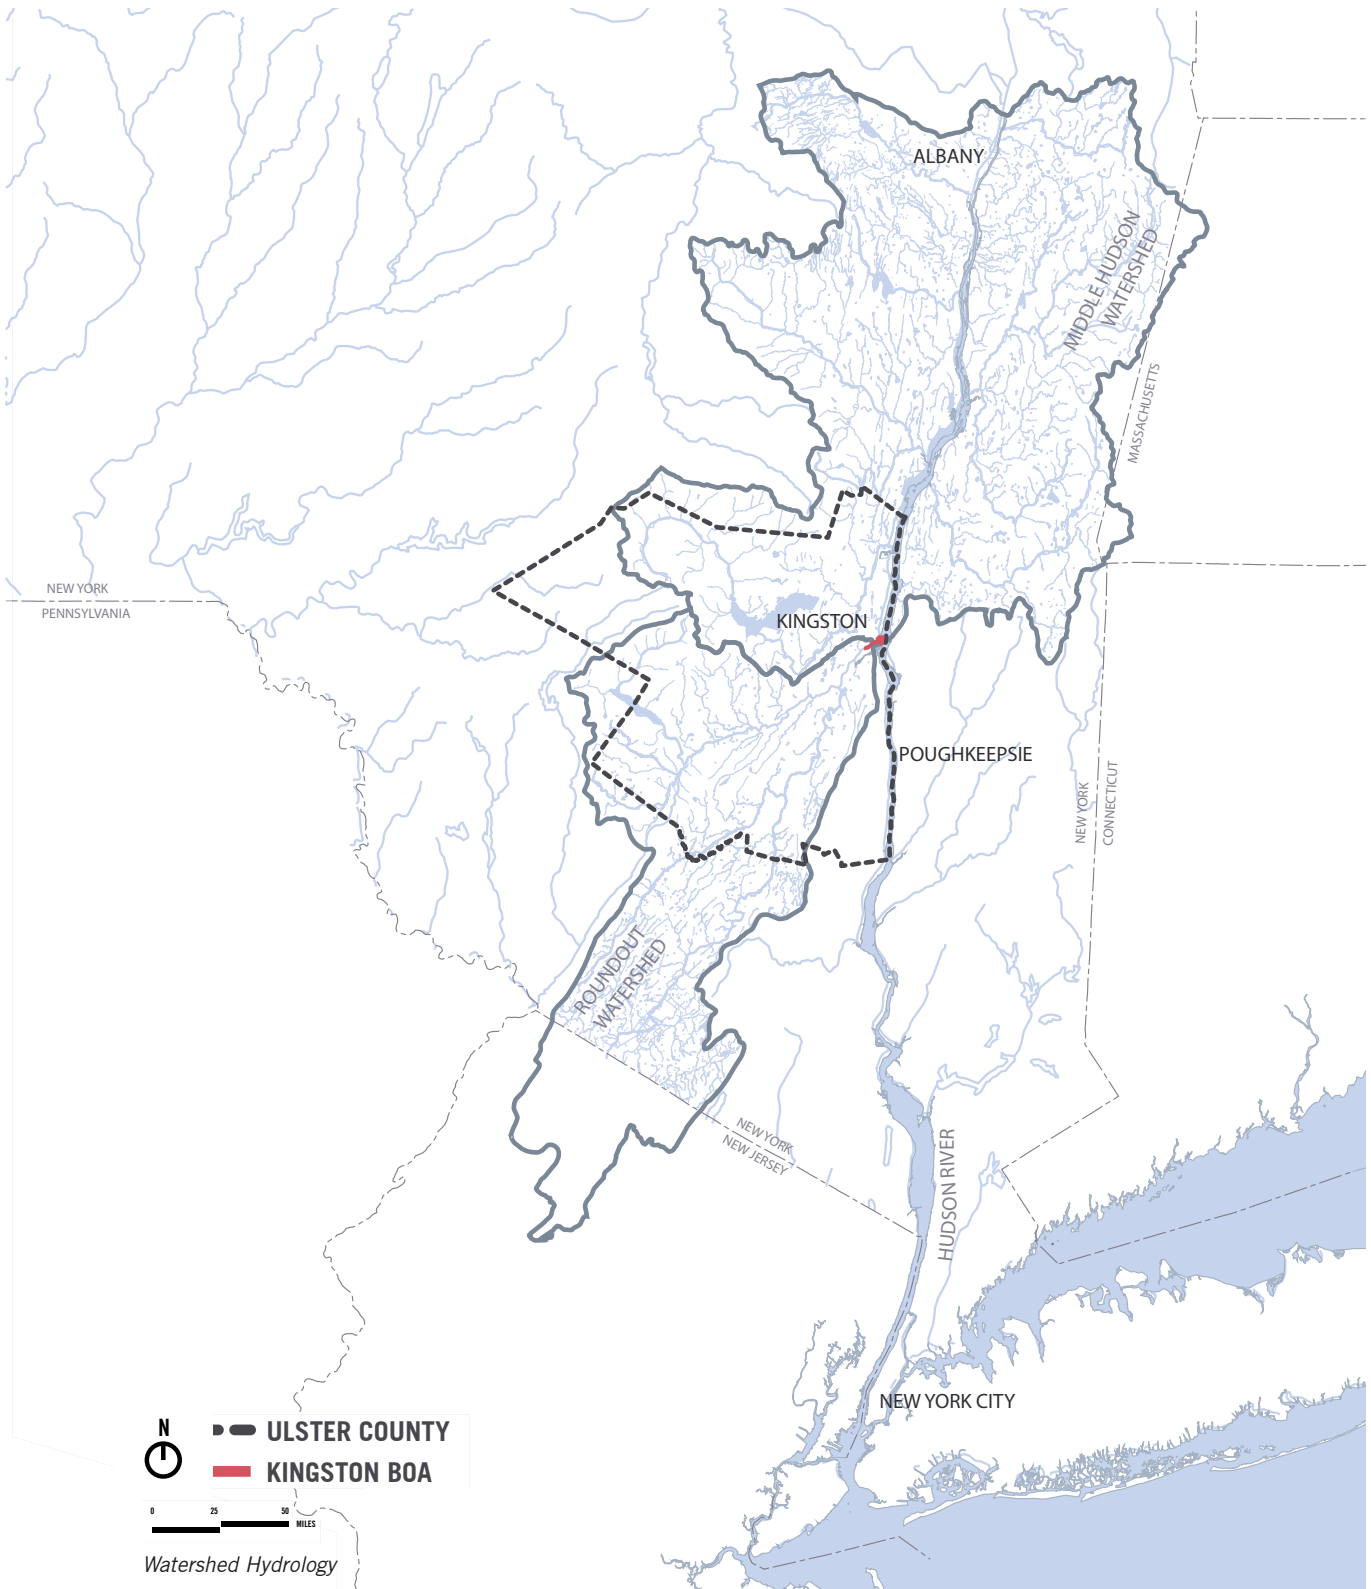 ALBANY
MIDDLE HUDSON
WATERSHED
MASSACHUSETTS
NEW YORK
PENNSYLVANIA
KINGSTON
POUGHKEEPSIE
NEW YORK
CONNECTICUT
ROUNDOUT
WATERSHED
NEW YORK
NEW JERSEY
HUDSON RIVER
NEW YORK CITY
N
ULSTER COUNTY
KINGSTON BOA
0 25 50
MILES
Watershed Hydrology